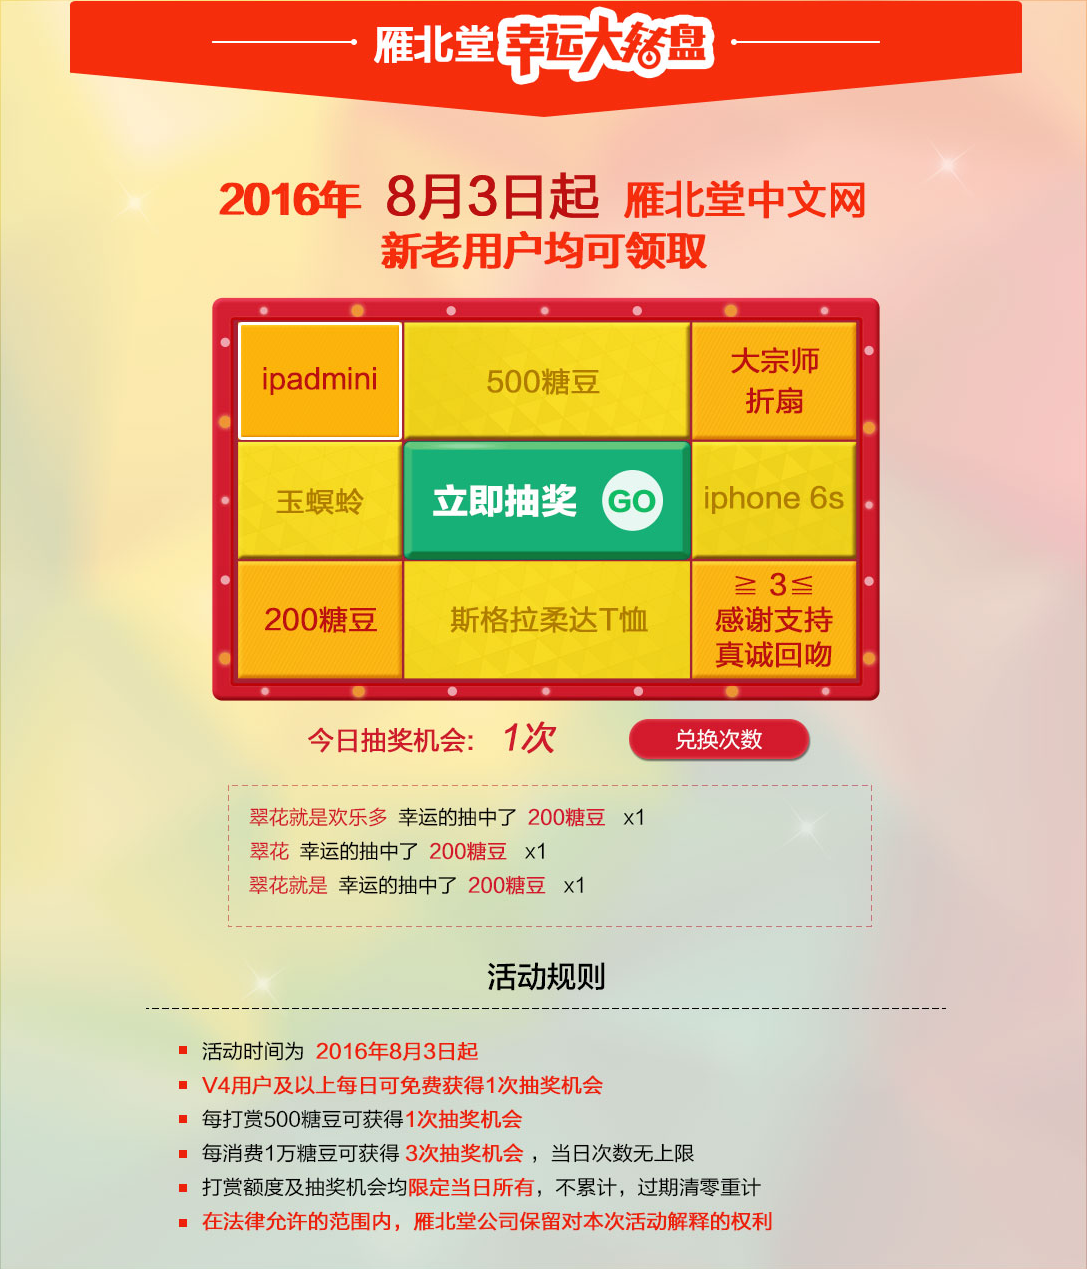 雁北堂幸运大转盘
2016年 8月3日起 雁北堂中文网
新老用户均可领取
ipadmini
500糖豆
大宗师
折扇
玉螟蛉
立即抽奖 GO
iphone 6s
200糖豆
斯格拉柔达T恤
≧ 3≦
感谢支持
真诚回吻
今日抽奖机会: 1次
兑换次数
翠花就是欢乐多 幸运的抽中了 200糖豆 x1
翠花 幸运的抽中了 200糖豆 x1
翠花就是 幸运的抽中了 200糖豆 x1
活动规则
活动时间为 2016年8月3日起
V4用户及以上每日可免费获得1次抽奖机会
每打赏500糖豆可获得1次抽奖机会
每消费1万糖豆可获得 3次抽奖机会 ，当日次数无上限
打赏额度及抽奖机会均限定当日所有，不累计，过期清零重计
在法律允许的范围内，雁北堂公司保留对本次活动解释的权利